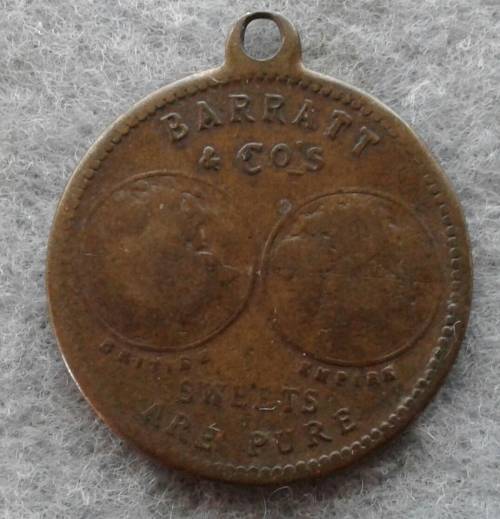 BARRATT
& CO'S
BRITISH EMPIRE
SWEETS
ARE PURE